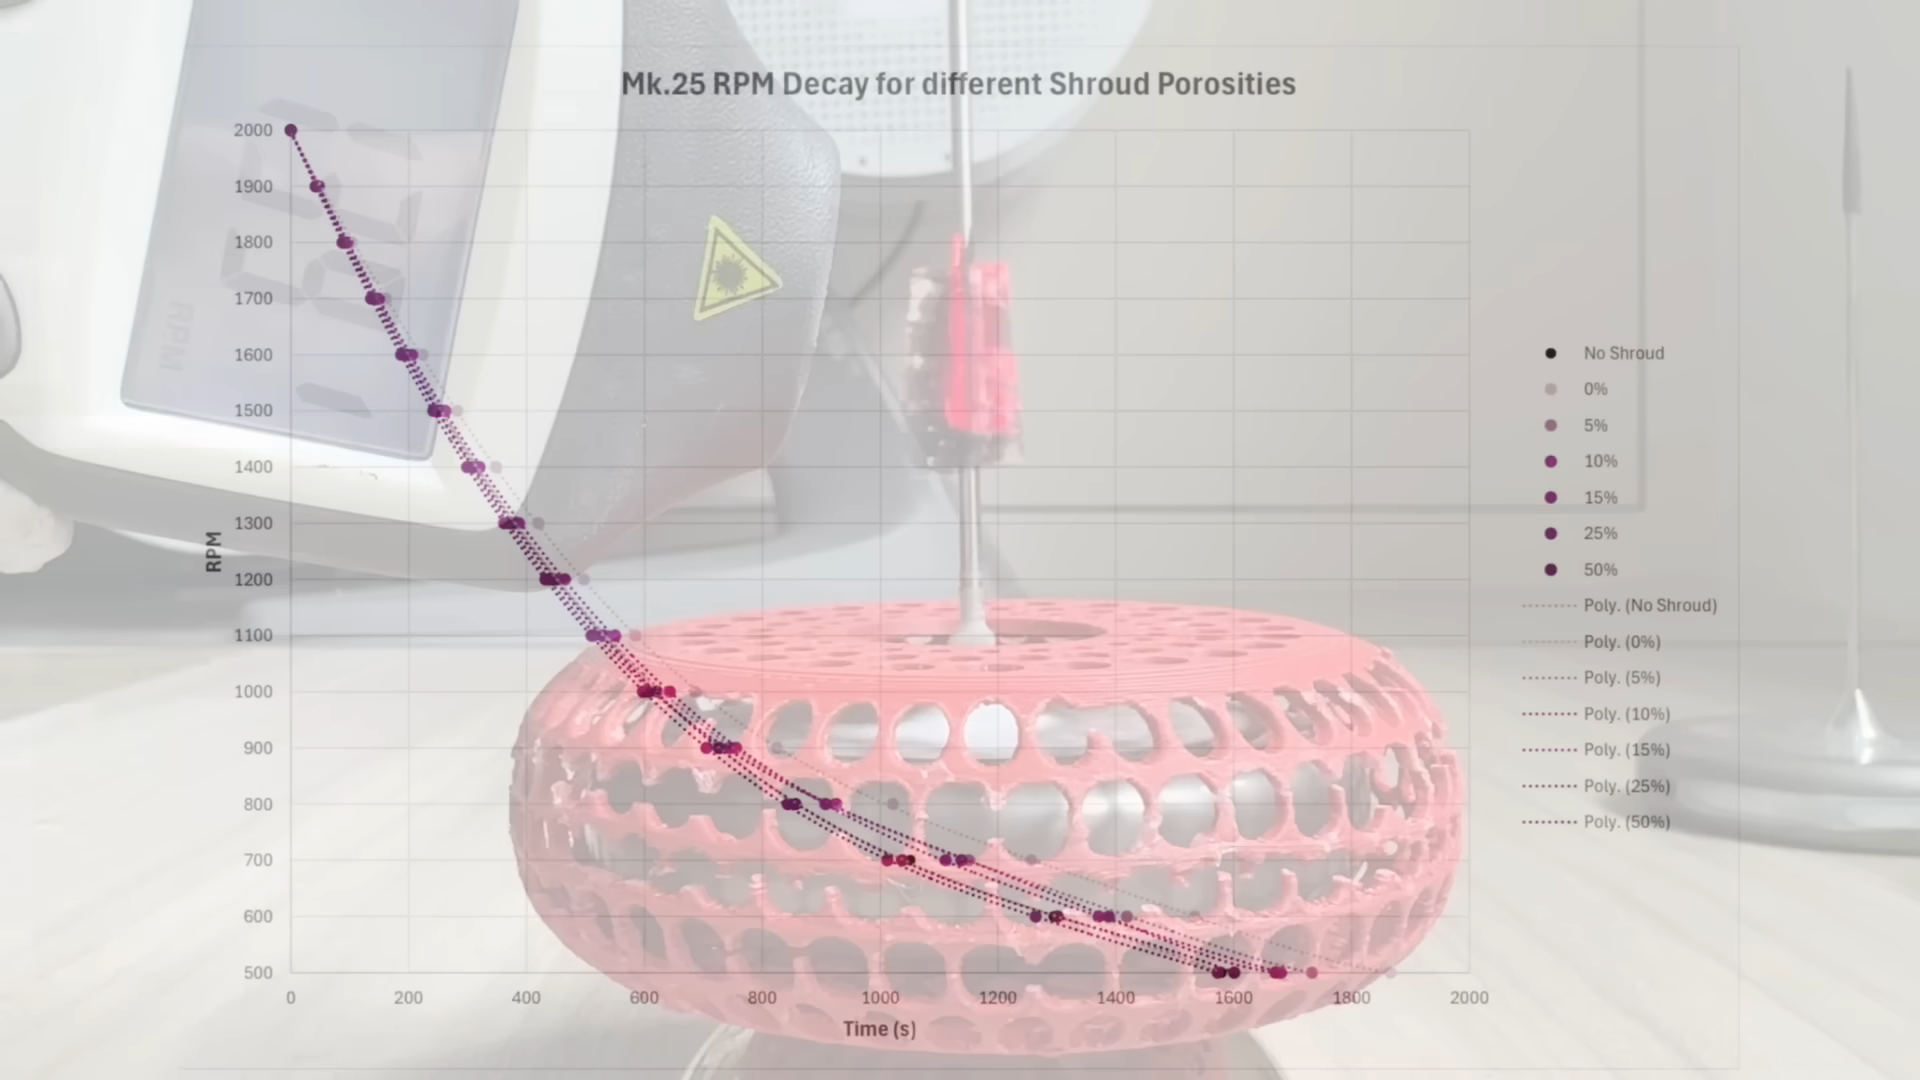 Mk.25 RPM Decay for different Shroud Porosities
2000
1900
1800
1700
1600
1500
1400
1300
1200
1100
1000
900
800
700
600
500
RPM
0
200
400
600
800
1000
1200
1400
1600
1800
2000
Time (s)
No Shroud
0%
5%
10%
15%
25%
50%
Poly. (No Shroud)
Poly. (0%)
Poly. (5%)
Poly. (10%)
Poly. (15%)
Poly. (25%)
Poly. (50%)
RPM